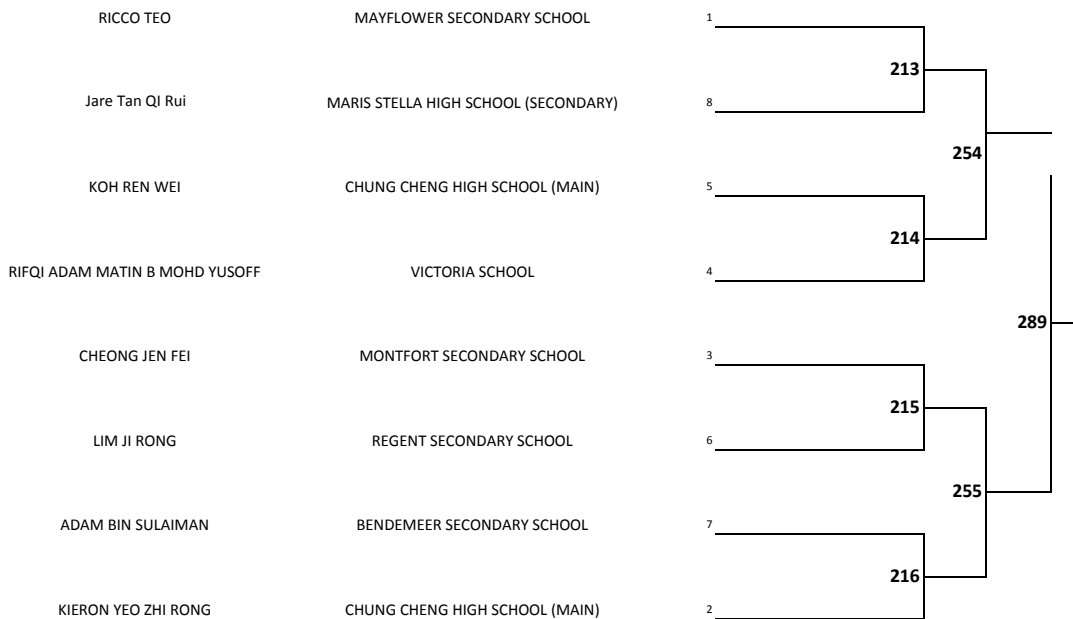 RICCO TEO MAYFLOWER SECONDARY SCHOOL 1
213
Jare Tan QI Rui MARIS STELLA HIGH SCHOOL (SECONDARY) 8
254
KOH REN WEI CHUNG CHENG HIGH SCHOOL (MAIN) 5
214
RIFQI ADAM MATIN B MOHD YUSOFF VICTORIA SCHOOL 4
289
CHEONG JEN FEI MONTFORT SECONDARY SCHOOL 3
215
LIM JI RONG REGENT SECONDARY SCHOOL 6
255
ADAM BIN SULAIMAN BENDEMEER SECONDARY SCHOOL 7
216
KIERON YEO ZHI RONG CHUNG CHENG HIGH SCHOOL (MAIN) 2